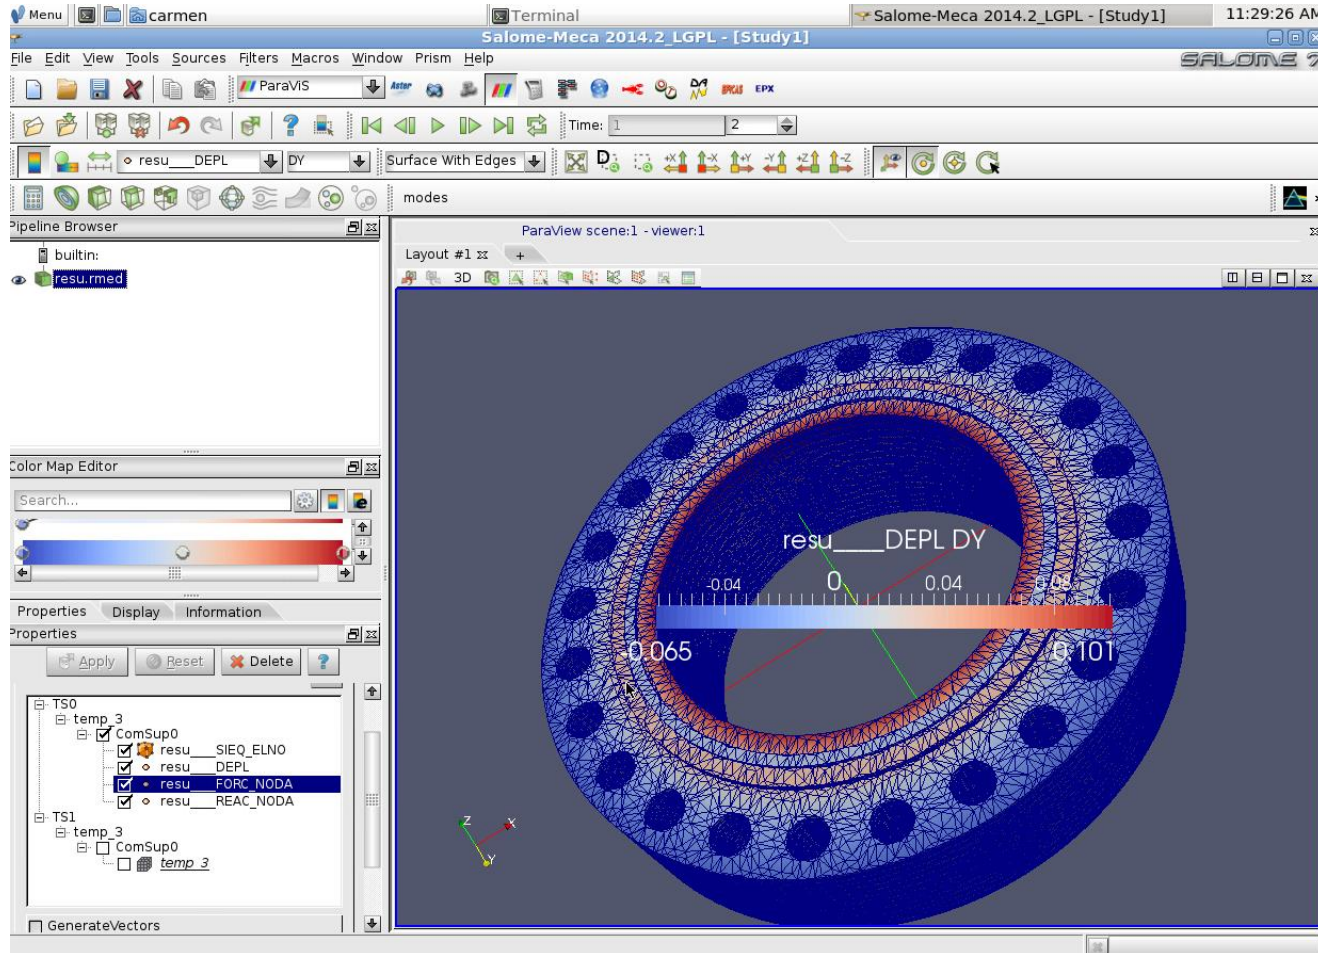 Menu carmen Terminal Salome-Meca 2014.2_LGPL - [Study1] 11:29:26 AM
Salome-Meca 2014.2_LGPL - [Study1]
File Edit View Tools Sources Filters Macros Window Prism Help
SALOME 7
ParaViS Aster EFICAS EPX
Time: 1 2
resu____DEPL DY Surface With Edges D +X -X +Y -Y +Z -Z
modes
Pipeline Browser
builtin:
resu.rmed
ParaView scene:1 - viewer:1
Layout #1 +
3D
Color Map Editor
Search...
Properties Display Information
Properties
Apply Reset Delete ?
TS0
temp_3
ComSup0
resu____SIEQ_ELNO
resu____DEPL
resu____FORC_NODA
resu____REAC_NODA
TS1
temp_3
ComSup0
temp_3
GenerateVectors
resu____DEPL DY
-0.04 0 0.04 0.08
-0.065 0.101
Z X
Y